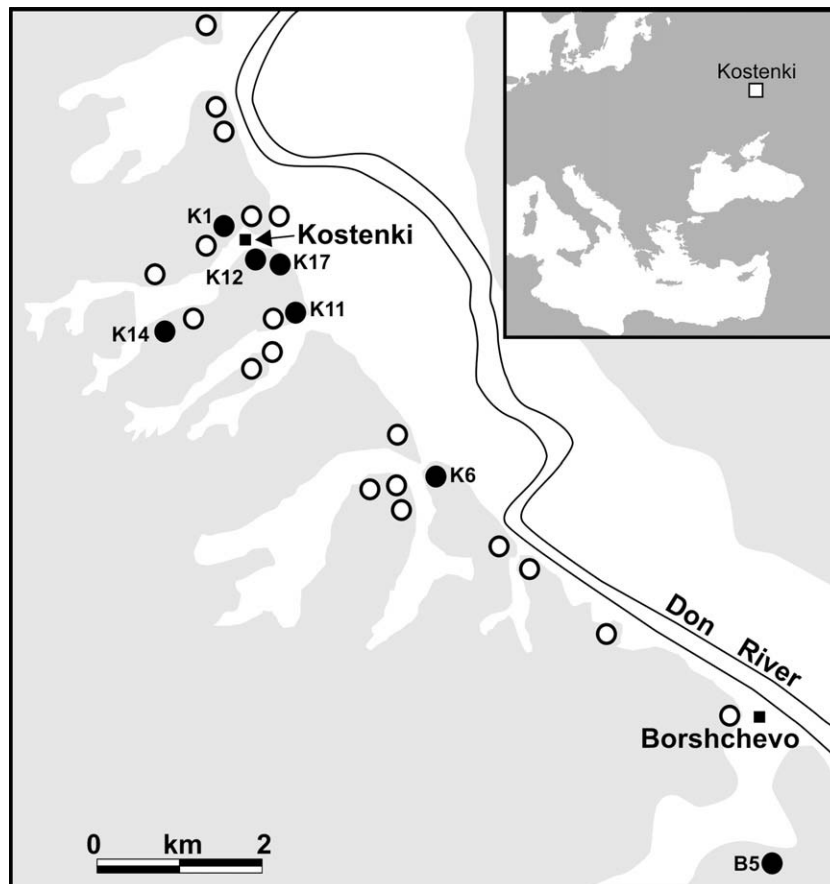 Kostenki
K1
Kostenki
K12
K17
K11
K14
K6
Don River
Borshchevo
0 km 2
B5